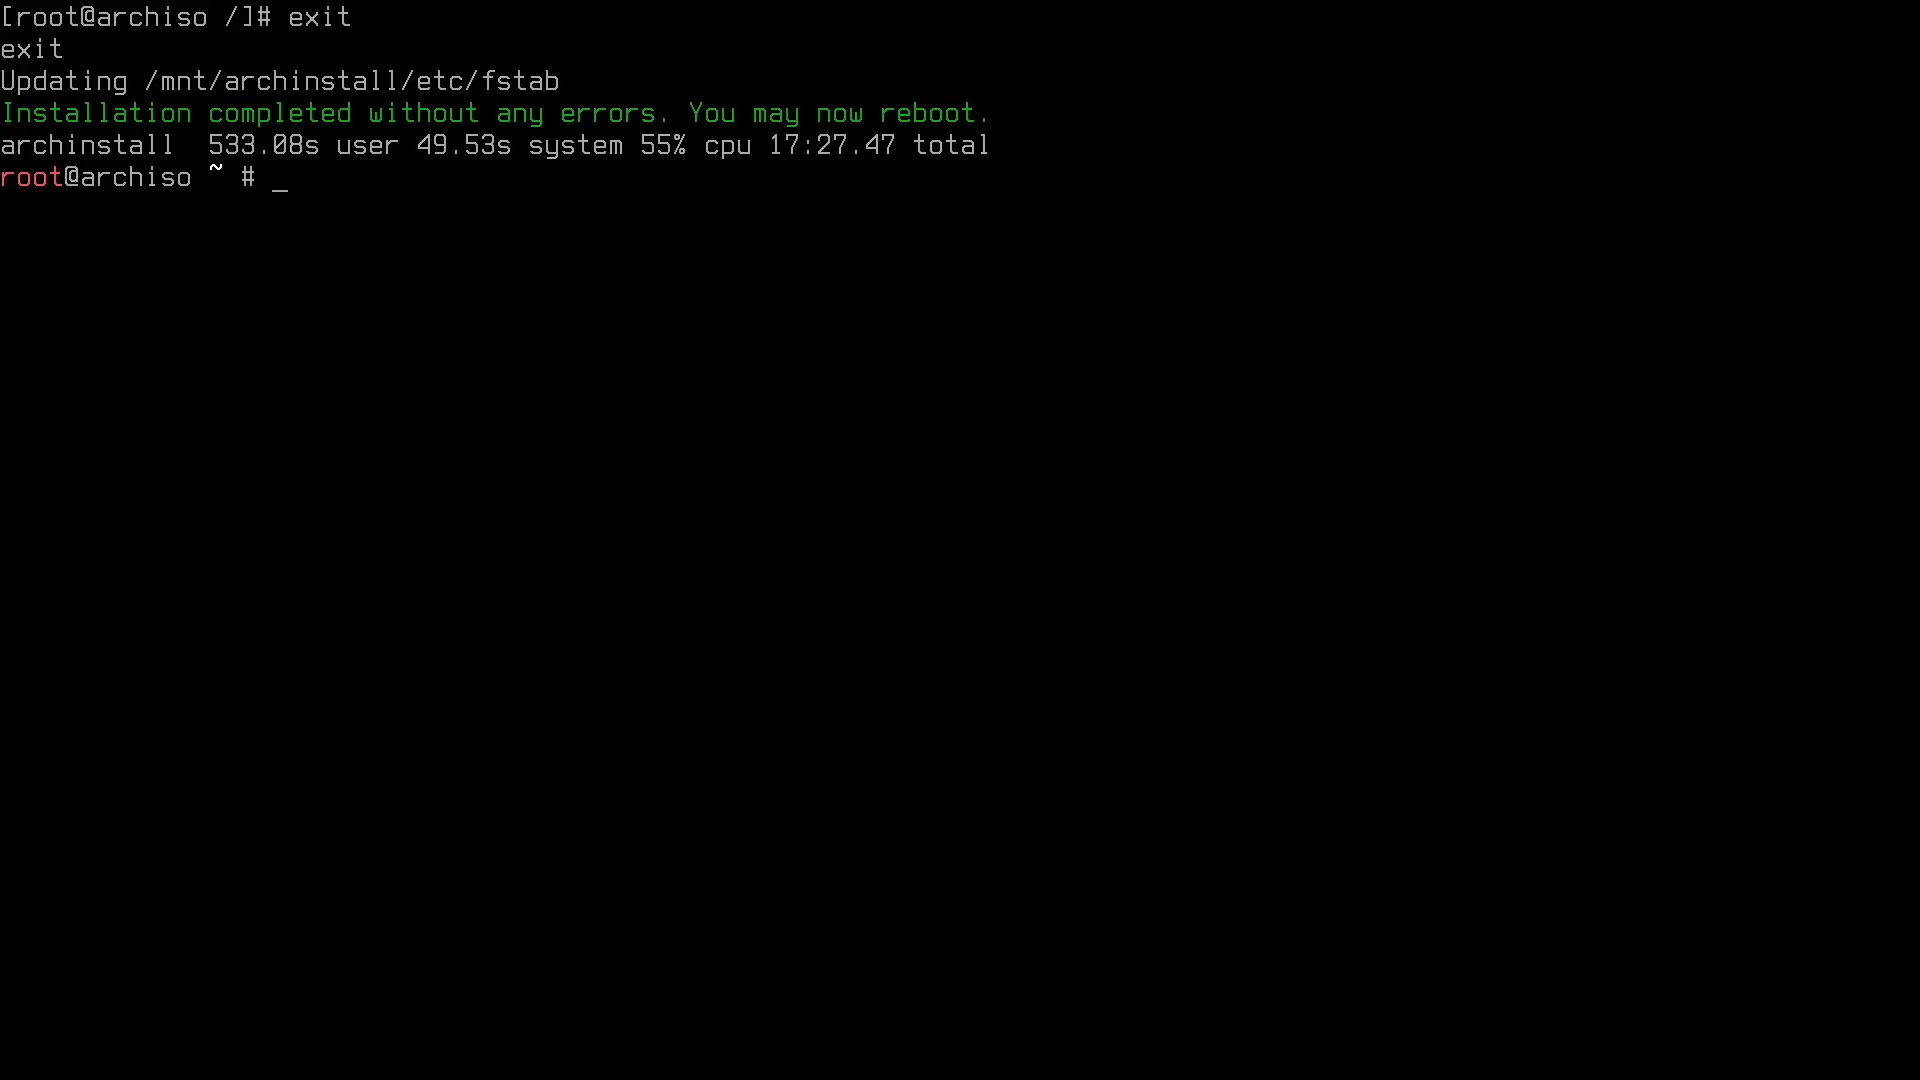 [root@archiso /]# exit
exit
Updating /mnt/archinstall/etc/fstab
Installation completed without any errors. You may now reboot.
archinstall  533.08s user 49.53s system 55% cpu 17:27.47 total
root@archiso ~ # _